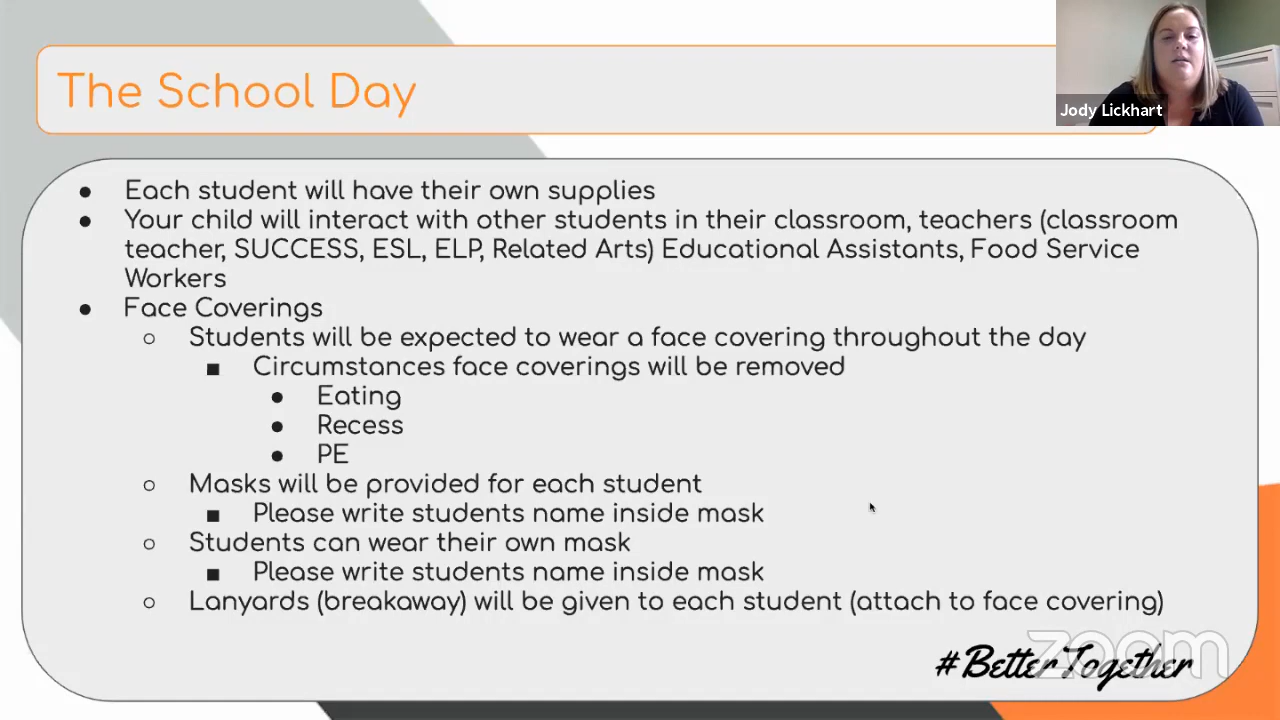 The School Day
Jody Lickhart
● Each student will have their own supplies
● Your child will interact with other students in their classroom, teachers (classroom
teacher, SUCCESS, ESL, ELP, Related Arts) Educational Assistants, Food Service
Workers
● Face Coverings
○ Students will be expected to wear a face covering throughout the day
■ Circumstances face coverings will be removed
● Eating
● Recess
● PE
○ Masks will be provided for each student
■ Please write students name inside mask
○ Students can wear their own mask
■ Please write students name inside mask
○ Lanyards (breakaway) will be given to each student (attach to face covering)
#BetterTogether
zoom